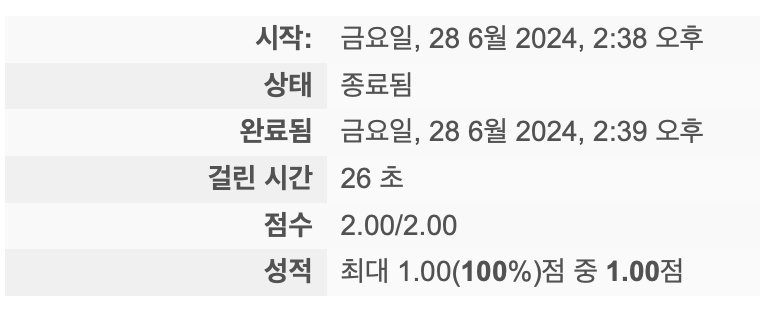 시작: 금요일, 28 6월 2024, 2:38 오후
상태 종료됨
완료됨 금요일, 28 6월 2024, 2:39 오후
걸린 시간 26 초
점수 2.00/2.00
성적 최대 1.00(100%)점 중 1.00점